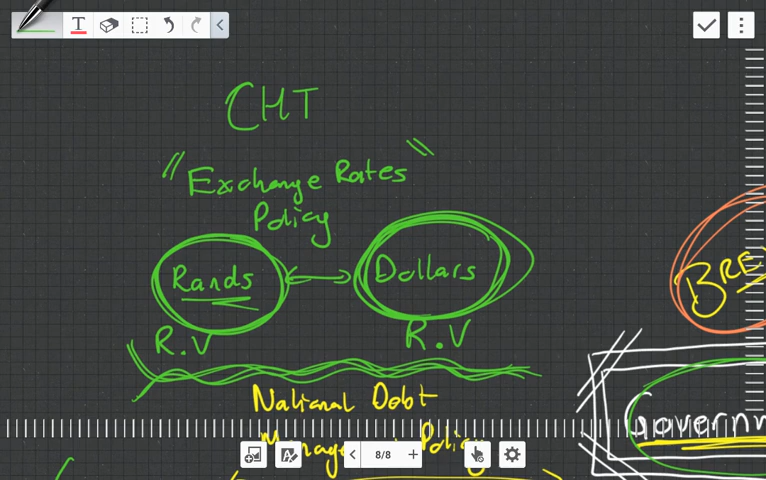 T
CHT
"Exchange Rates"
Policy
Rands Dollars
R.V R.V
BRE
National Debt
Governm
Policy
8/8